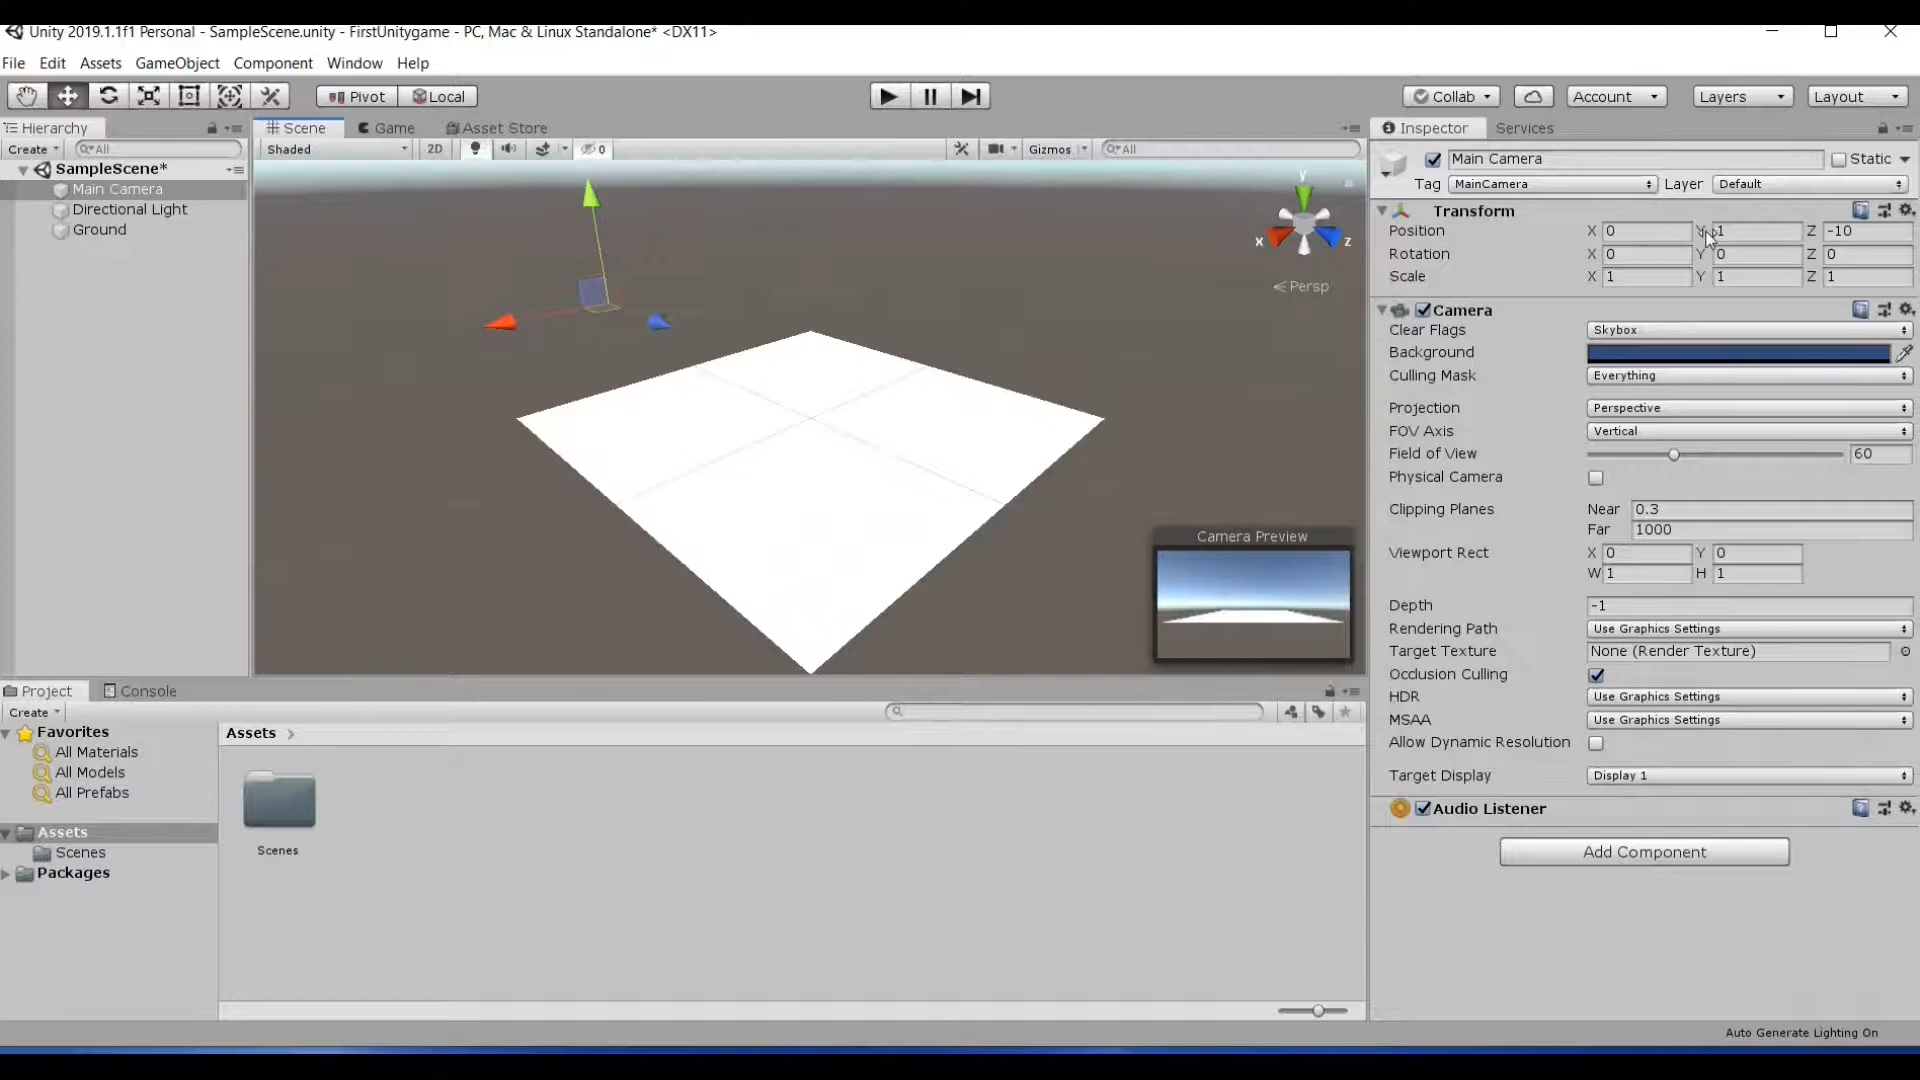 Unity 2019.1.1f1 Personal - SampleScene.unity - FirstUnitygame - PC, Mac & Linux Standalone* <DX11>
File Edit Assets GameObject Component Window Help
Pivot Local Collab Account Layers Layout
Hierarchy Scene Game Asset Store Inspector Services
Create All Shaded 2D 0 Gizmos All
SampleScene*
Main Camera
Directional Light
Ground
y
x z
Persp
Camera Preview
Main Camera Static
Tag MainCamera Layer Default
Transform
Position X 0 Y 1 Z -10
Rotation X 0 Y 0 Z 0
Scale X 1 Y 1 Z 1
Camera
Clear Flags Skybox
Background
Culling Mask Everything
Projection Perspective
FOV Axis Vertical
Field of View 60
Physical Camera
Clipping Planes Near 0.3
Far 1000
Viewport Rect X 0 Y 0
W 1 H 1
Depth -1
Rendering Path Use Graphics Settings
Target Texture None (Render Texture)
Occlusion Culling
HDR Use Graphics Settings
MSAA Use Graphics Settings
Allow Dynamic Resolution
Target Display Display 1
Audio Listener
Add Component
Project Console
Create
Favorites
All Materials
All Models
All Prefabs
Assets
Scenes
Packages
Assets
Scenes
Auto Generate Lighting On